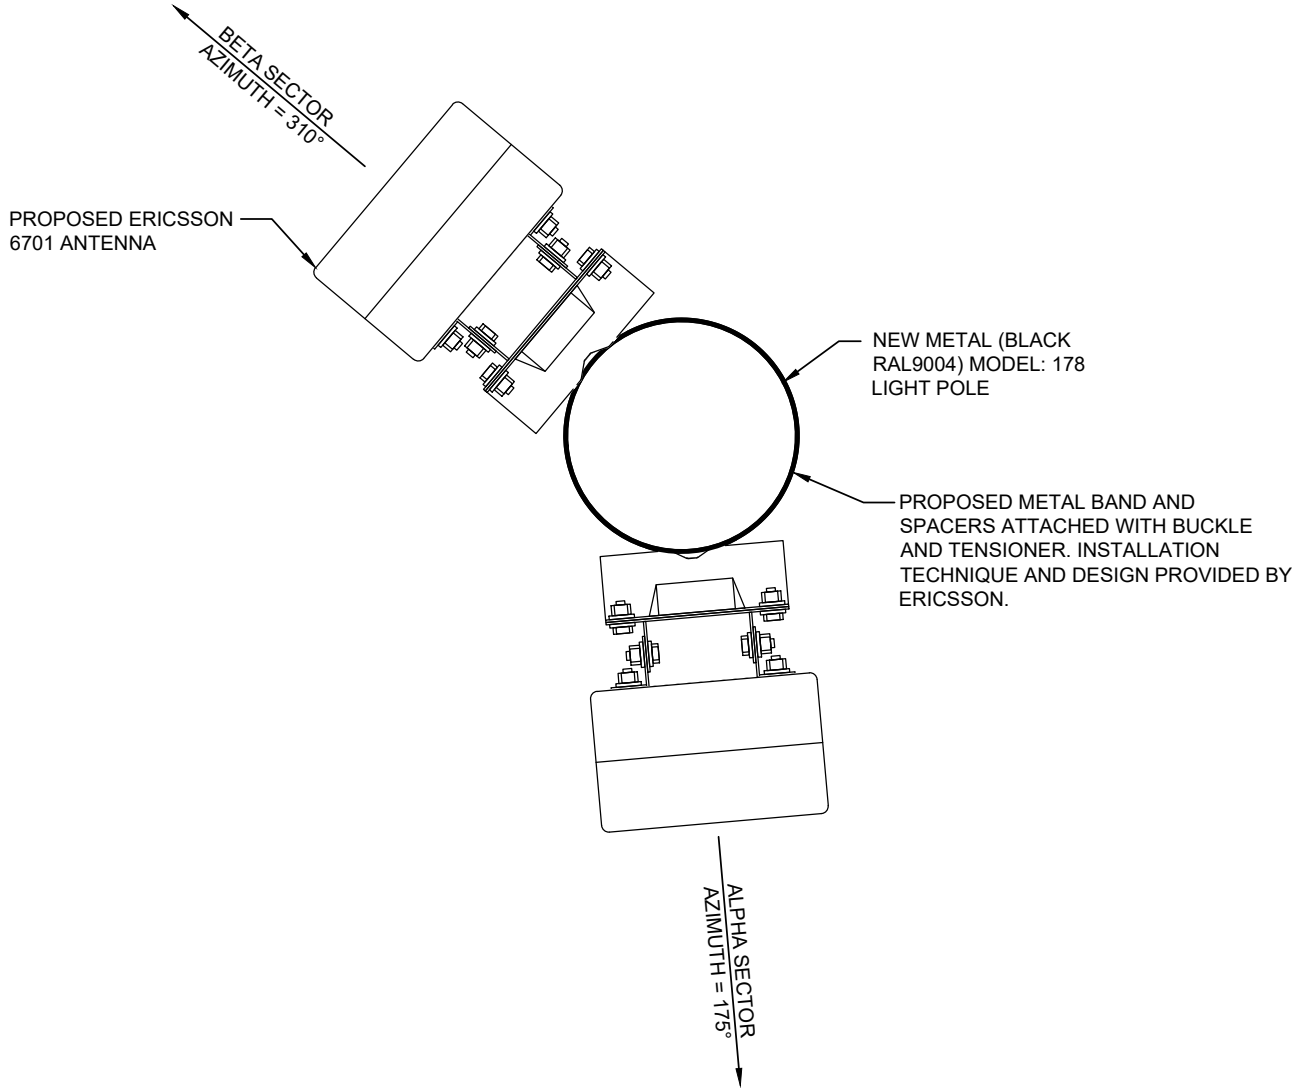 BETA SECTOR
AZIMUTH = 310°
PROPOSED ERICSSON
6701 ANTENNA
NEW METAL (BLACK
RAL9004) MODEL: 178
LIGHT POLE
PROPOSED METAL BAND AND
SPACERS ATTACHED WITH BUCKLE
AND TENSIONER. INSTALLATION
TECHNIQUE AND DESIGN PROVIDED BY
ERICSSON.
ALPHA SECTOR
AZIMUTH = 175°